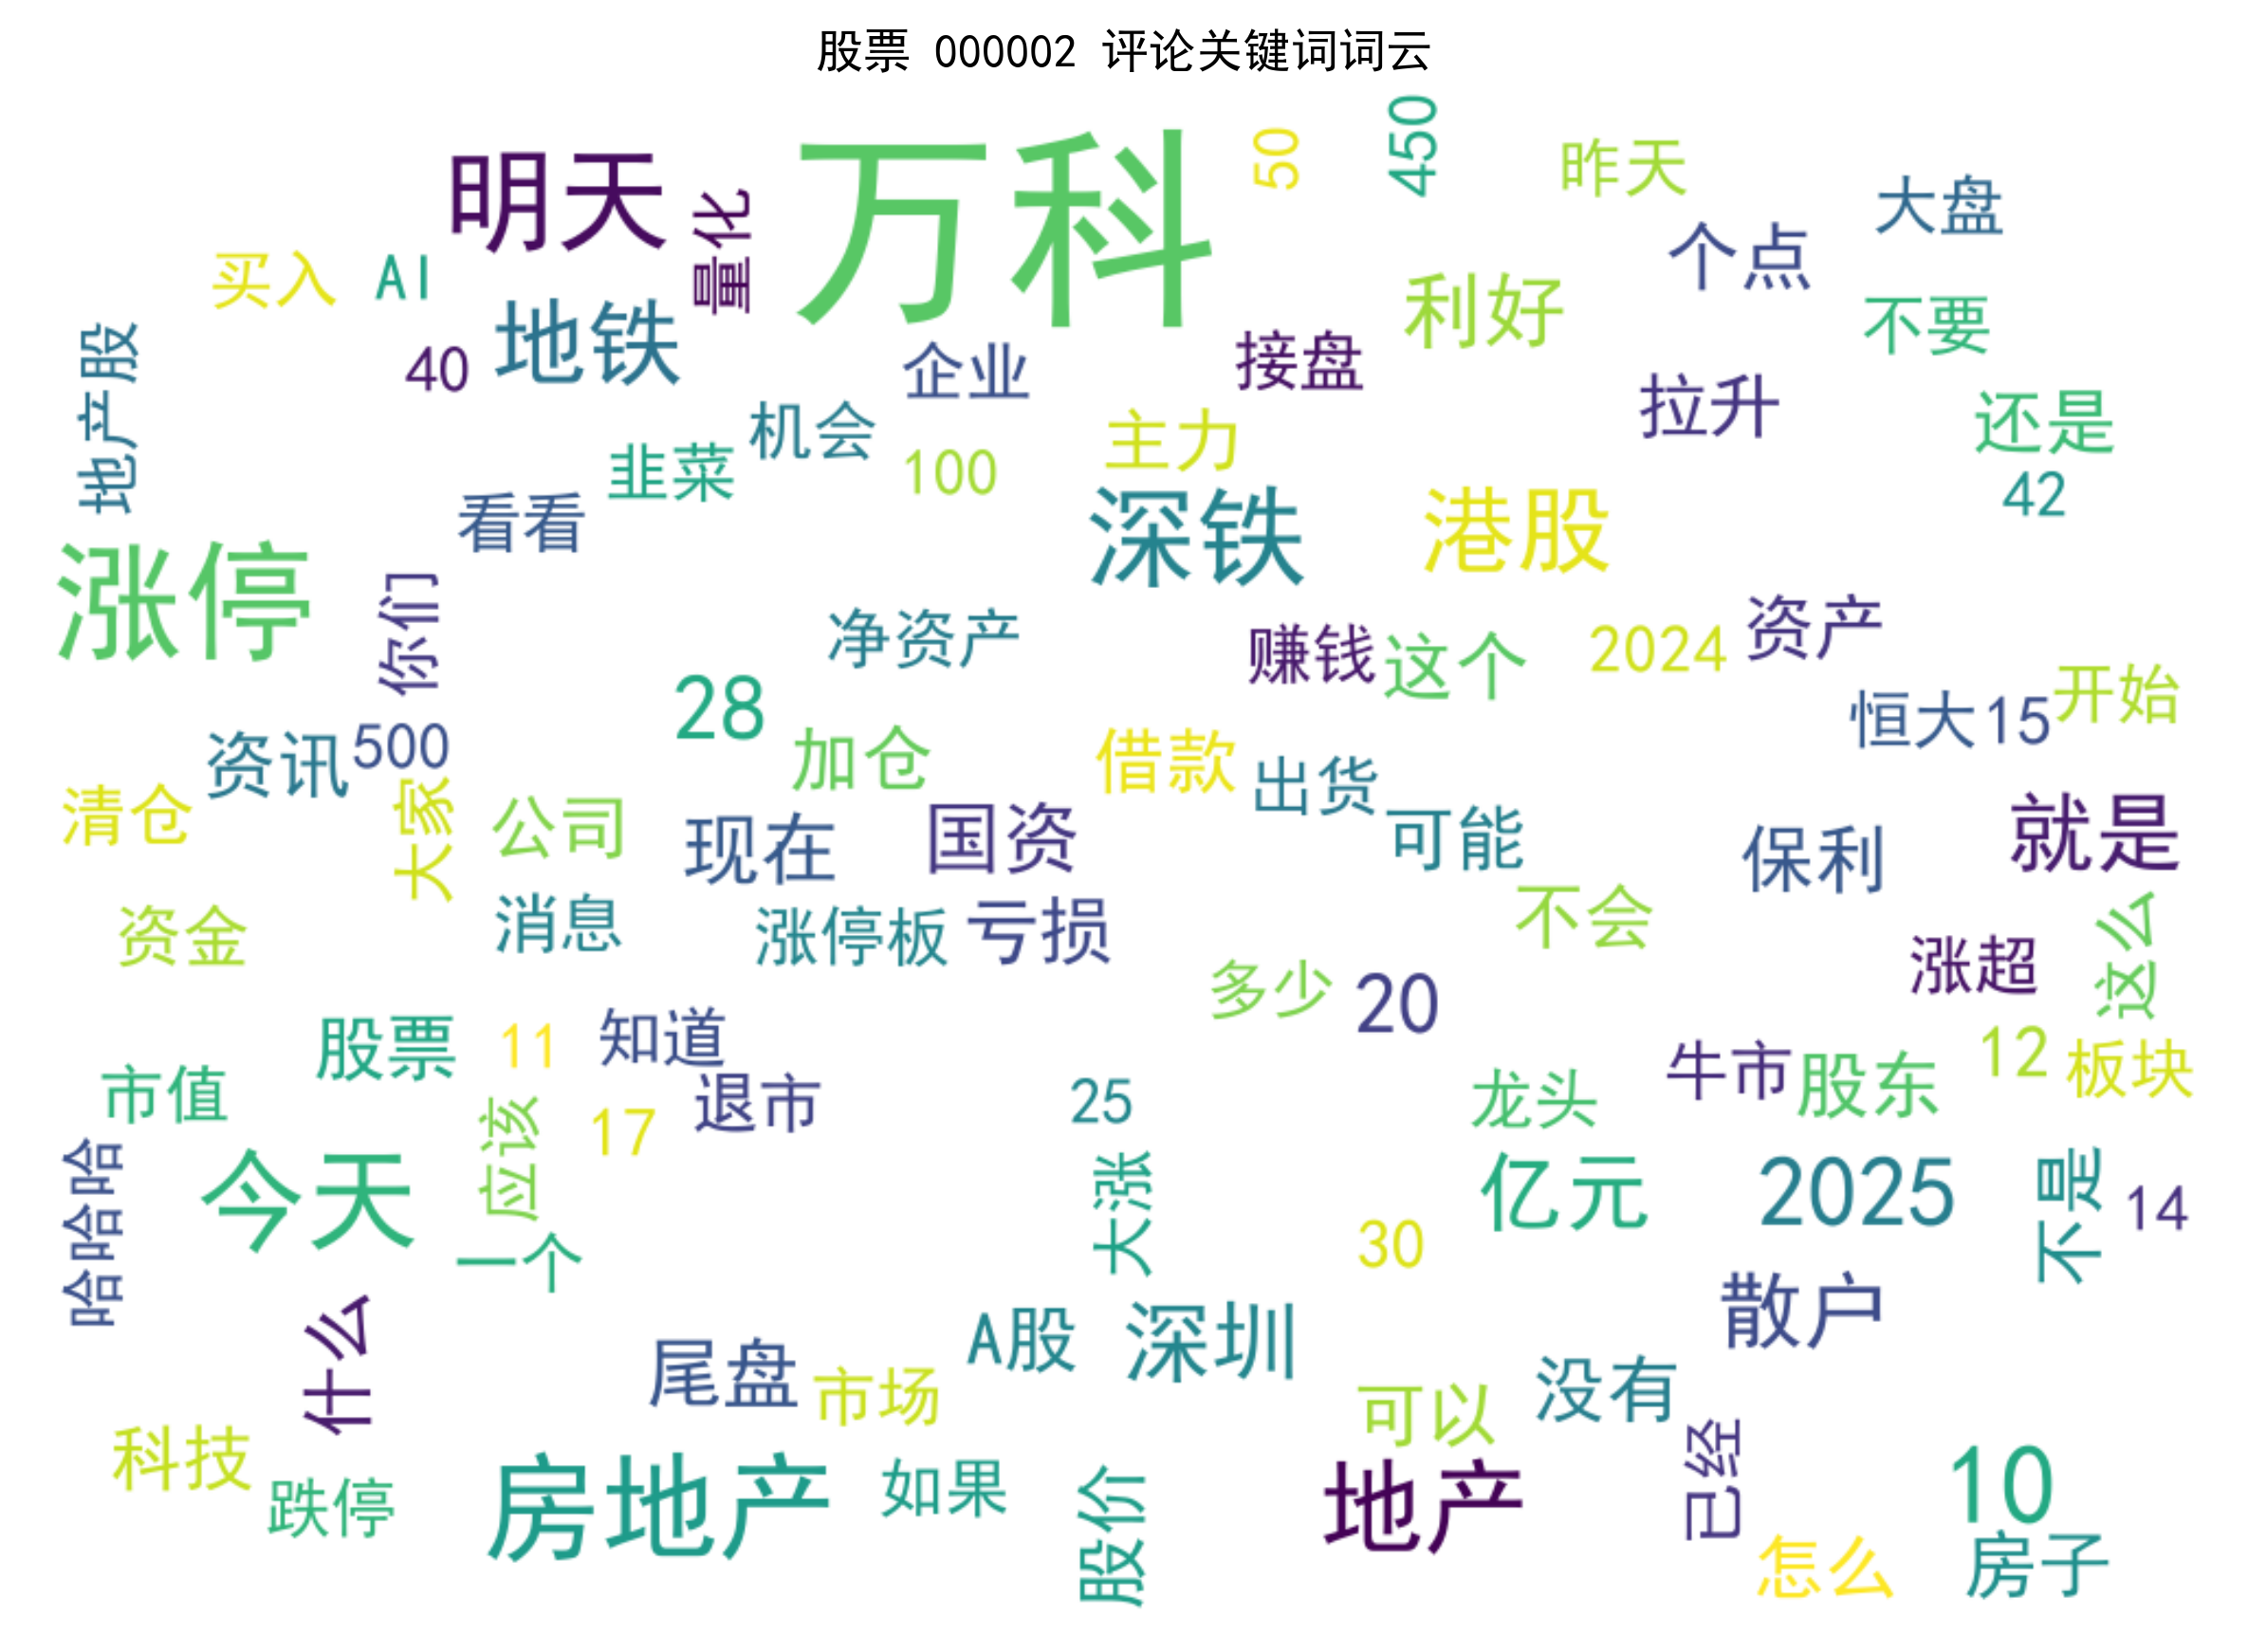 股票 000002 评论关建词词云
万科
50
450
昨天
明天
量化
大盘
个点
买入
AI
利好
不要
地铁
地产股
40
企业
接盘
拉升
机会
主力
还是
韭菜
100
42
看看
深铁
港股
涨停
你们
净资产
赚钱
这个
2024
资产
28
开始
恒大
15
资讯
500
加仓
借款
出货
清仓
大家
公司
现在
国资
可能
保利
就是
资金
消息
涨停板
亏损
不会
这么
涨超
多少
20
股票
11
知道
牛市
12
板块
市值
退市
25
龙头
股东
17
应该
哈哈哈
今天
大涨
亿元
2025
不是
14
一个
30
散户
什么
A股
深圳
尾盘
市场
没有
可以
科技
已经
跌停
房地产
如果
股价
地产
10
怎么
房子